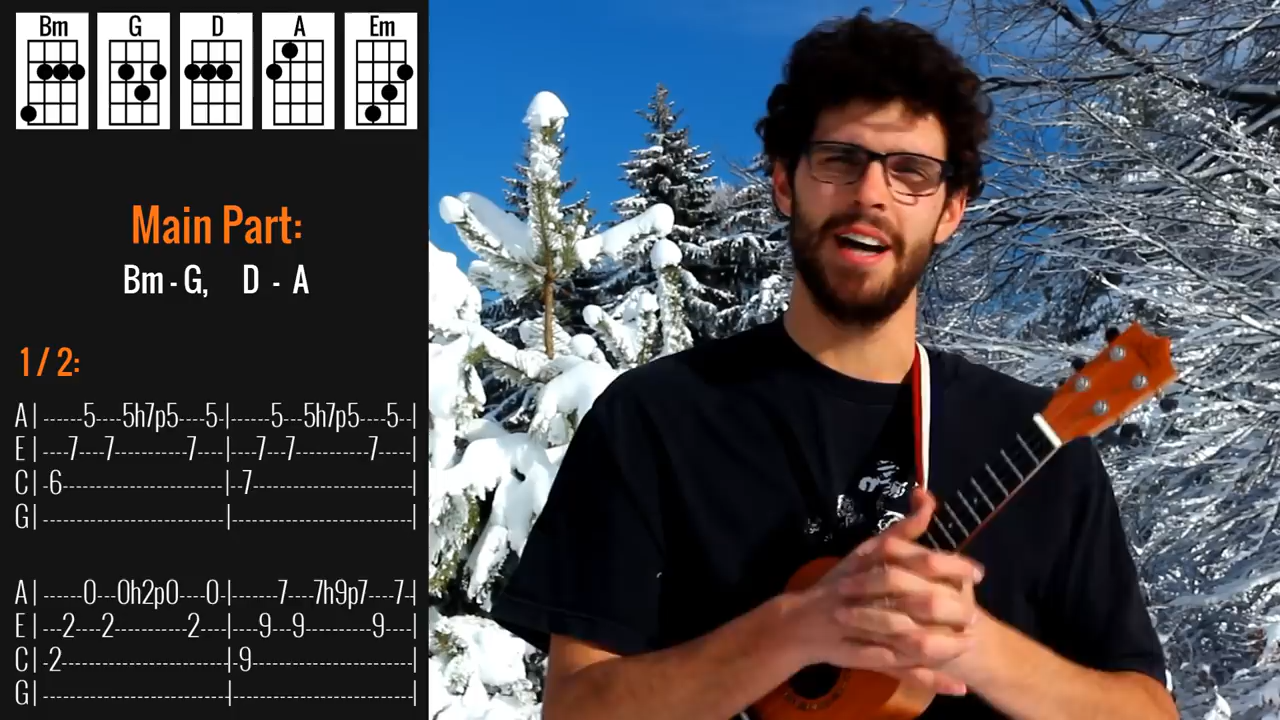 Bm G D A Em
Main Part:
Bm - G, D - A
1 / 2:
A|------5---5h7p5----5-|------5---5h7p5----5--|
E|----7----7-----------7----|----7---7-----------7-----|
C|-6------------------------|--7----------------------|
G|--------------------------|--------------------------|
A|------0---0h2p0----0-|-------7----7h9p7----7-|
E|---2----2-----------2----|----9---9-----------9----|
C|-2------------------------|-9------------------------|
G|--------------------------|--------------------------|